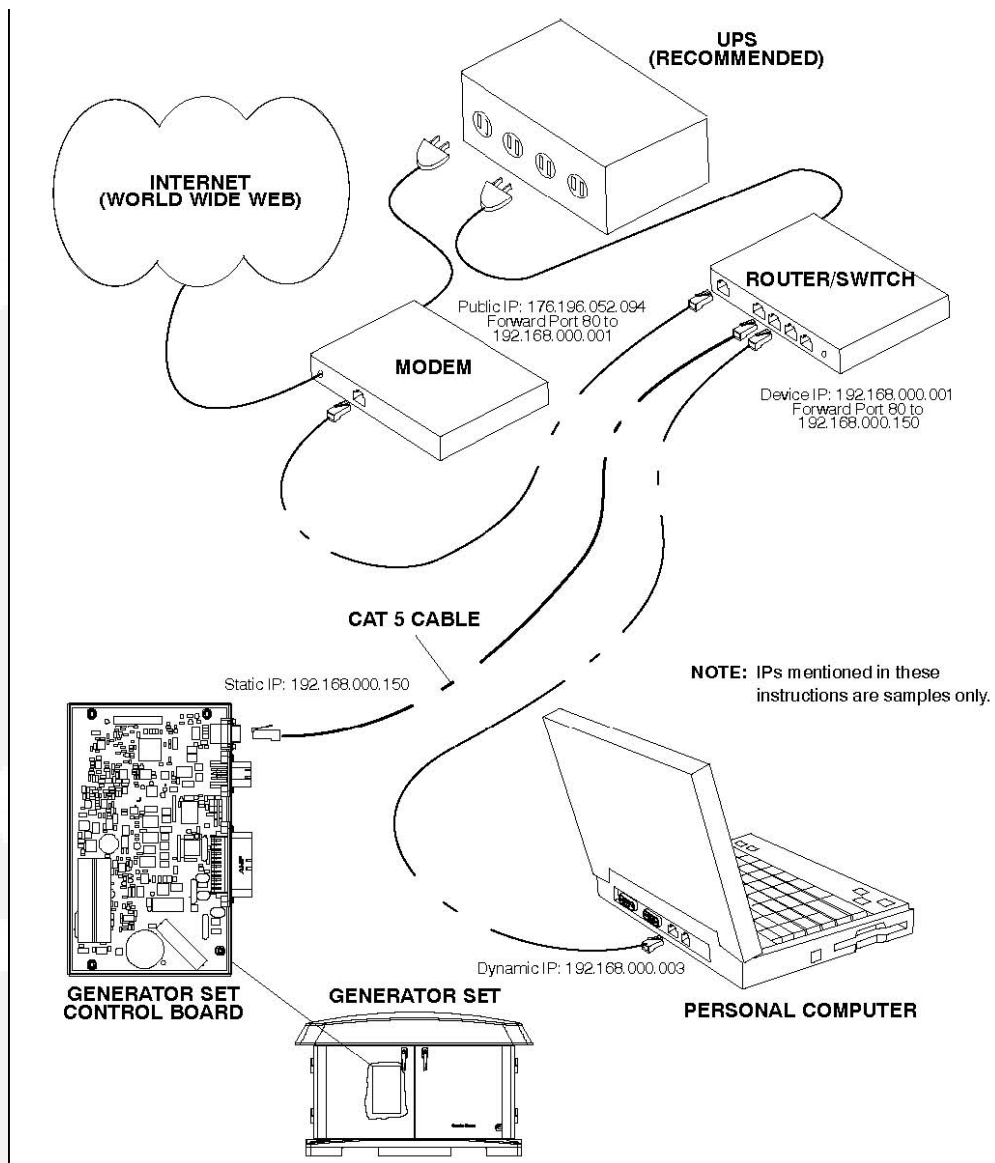 UPS
(RECOMMENDED)
INTERNET
(WORLD WIDE WEB)
ROUTER/SWITCH
Public IP: 176.196.052.094
Forward Port 80 to
192.168.000.001
MODEM
Device IP: 192.168.000.001
Forward Port 80 to
192.168.000.150
CAT 5 CABLE
Static IP: 192.168.000.150
NOTE: IPs mentioned in these
instructions are samples only.
AMP
Dynamic IP: 192.168.000.003
GENERATOR SET
CONTROL BOARD
GENERATOR SET
PERSONAL COMPUTER